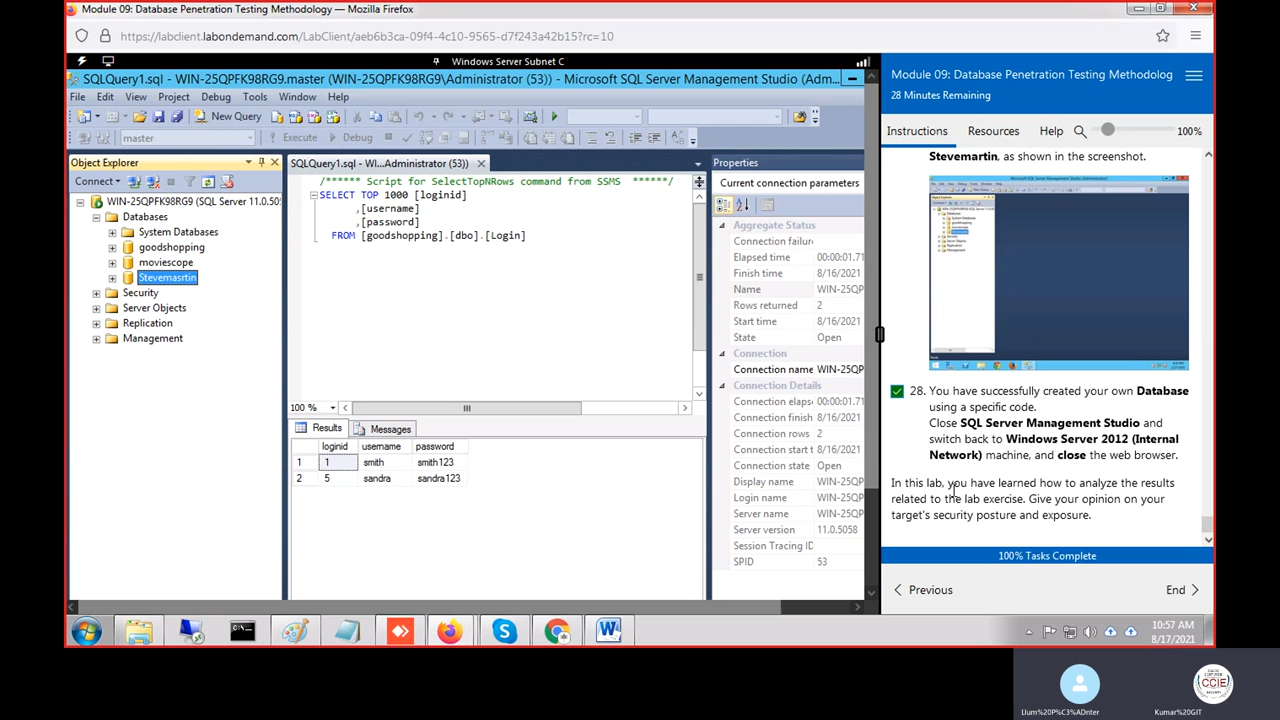 Module 09: Database Penetration Testing Methodology — Mozilla Firefox
https://labclient.labondemand.com/LabClient/aeb6b3ca-09f4-4c10-9565-d7f243a42b15?rc=10
Windows Server Subnet C
SQLQuery1.sql - WIN-25QPFK98RG9.master (WIN-25QPFK98RG9\Administrator (53)) - Microsoft SQL Server Management Studio (Adm...
File Edit View Project Debug Tools Window Help
New Query
master
Execute
Debug
Object Explorer
Connect
WIN-25QPFK98RG9 (SQL Server 11.0.505
Databases
System Databases
goodshopping
moviescope
Stevemasrtin
Security
Server Objects
Replication
Management
SQLQuery1.sql - WI...Administrator (53))
/****** Script for SelectTopNRows command from SSMS ******/
SELECT TOP 1000 [loginid]
,[username]
,[password]
FROM [goodshopping].[dbo].[Login]
100 %
Results Messages
loginid username password
1 1 smith smith123
2 5 sandra sandra123
Properties
Current connection parameters
Aggregate Status
Connection failure
Elapsed time 00:00:01.71
Finish time 8/16/2021
Name WIN-25QP
Rows returned 2
Start time 8/16/2021
State Open
Connection
Connection name WIN-25QP
Connection Details
Connection elaps 00:00:01.71
Connection finish 8/16/2021
Connection rows 2
Connection start t 8/16/2021
Connection state Open
Display name WIN-25QP
Login name WIN-25QP
Server name WIN-25QP
Server version 11.0.5058
Session Tracing ID
SPID 53
Module 09: Database Penetration Testing Methodolog
28 Minutes Remaining
Instructions Resources Help 100%
Stevemartin, as shown in the screenshot.
28. You have successfully created your own Database
using a specific code.
Close SQL Server Management Studio and
switch back to Windows Server 2012 (Internal
Network) machine, and close the web browser.
In this lab, you have learned how to analyze the results
related to the lab exercise. Give your opinion on your
target's security posture and exposure.
100% Tasks Complete
Previous End
10:57 AM
8/17/2021
Llum%20P%C3%ADnter
Kumar%20GIT
CISCO
CERTIFIED
CCIE
SECURITY